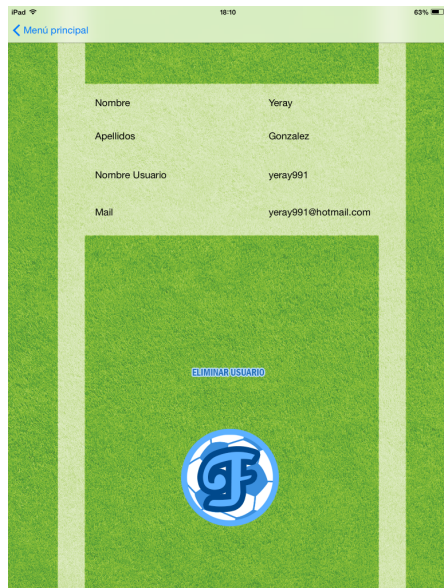 iPad 18:10 63%
Menú principal
Nombre Yeray
Apellidos Gonzalez
Nombre Usuario yeray991
Mail yeray991@hotmail.com
ELIMINAR USUARIO
F